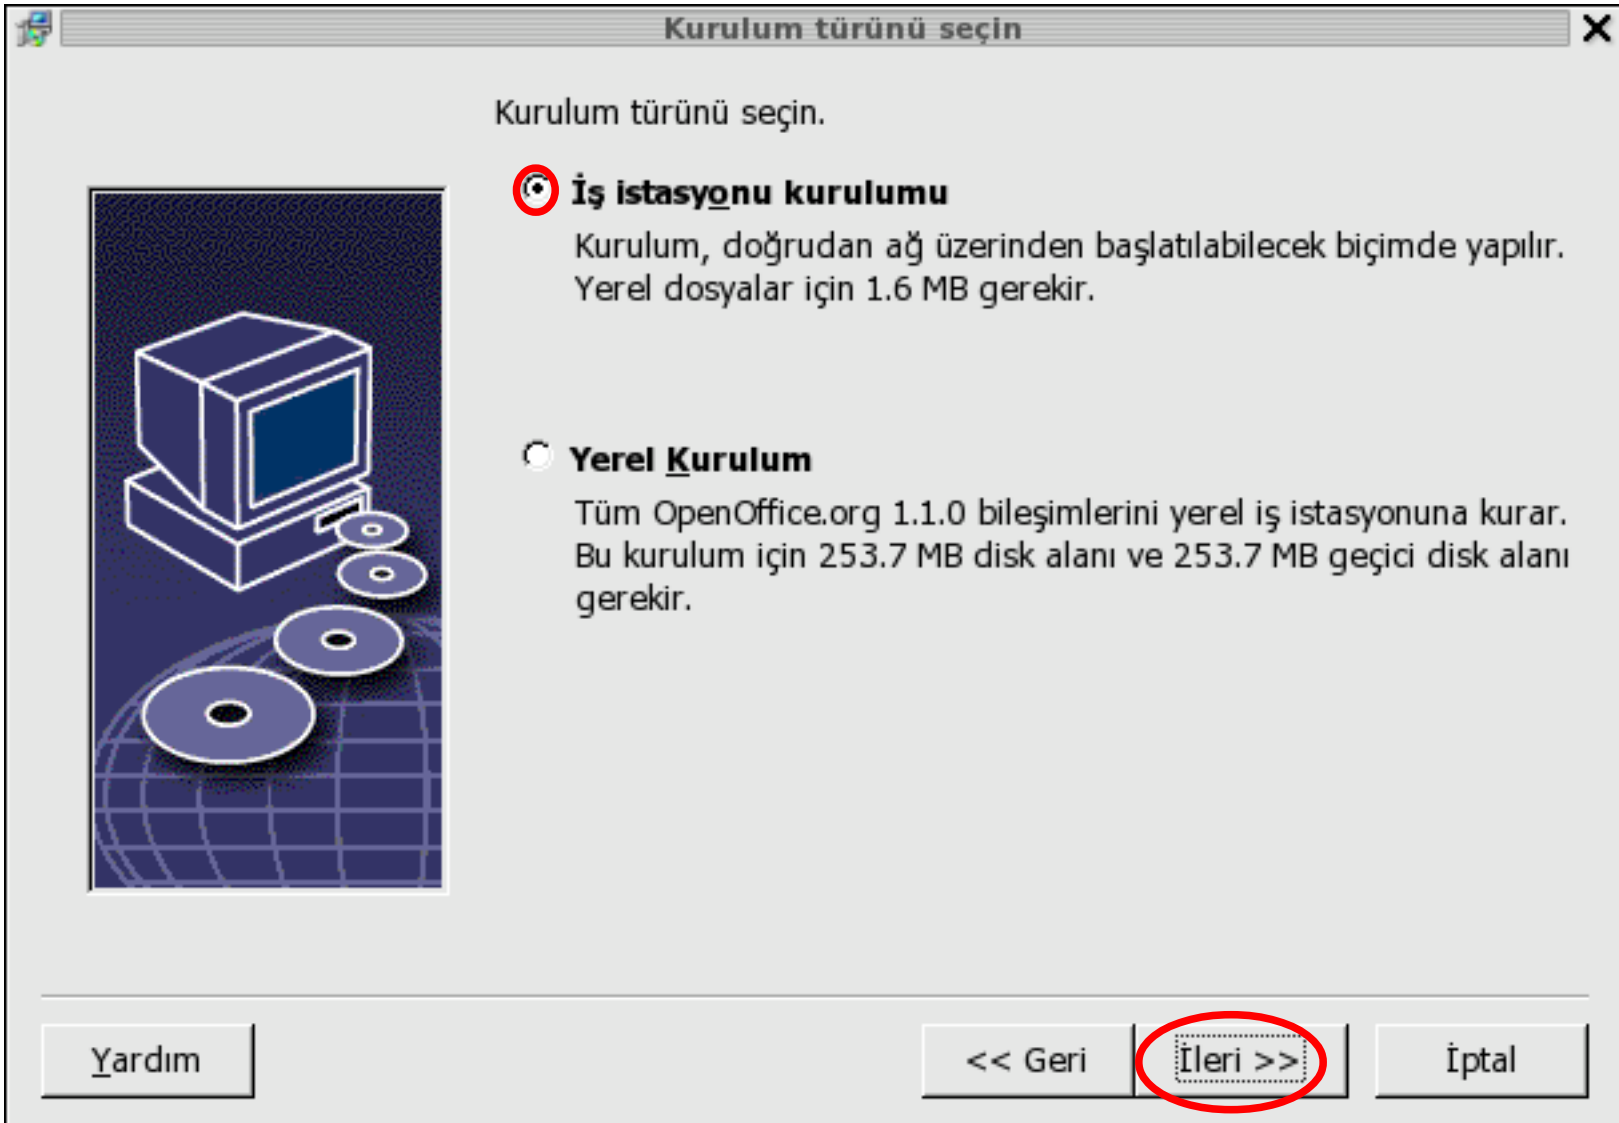 Kurulum türünü seçin
Kurulum türünü seçin.
İş istasyonu kurulumu
Kurulum, doğrudan ağ üzerinden başlatılabilecek biçimde yapılır.
Yerel dosyalar için 1.6 MB gerekir.
Yerel Kurulum
Tüm OpenOffice.org 1.1.0 bileşimlerini yerel iş istasyonuna kurar.
Bu kurulum için 253.7 MB disk alanı ve 253.7 MB geçici disk alanı
gerekir.
Yardım
<< Geri
İleri >>
İptal